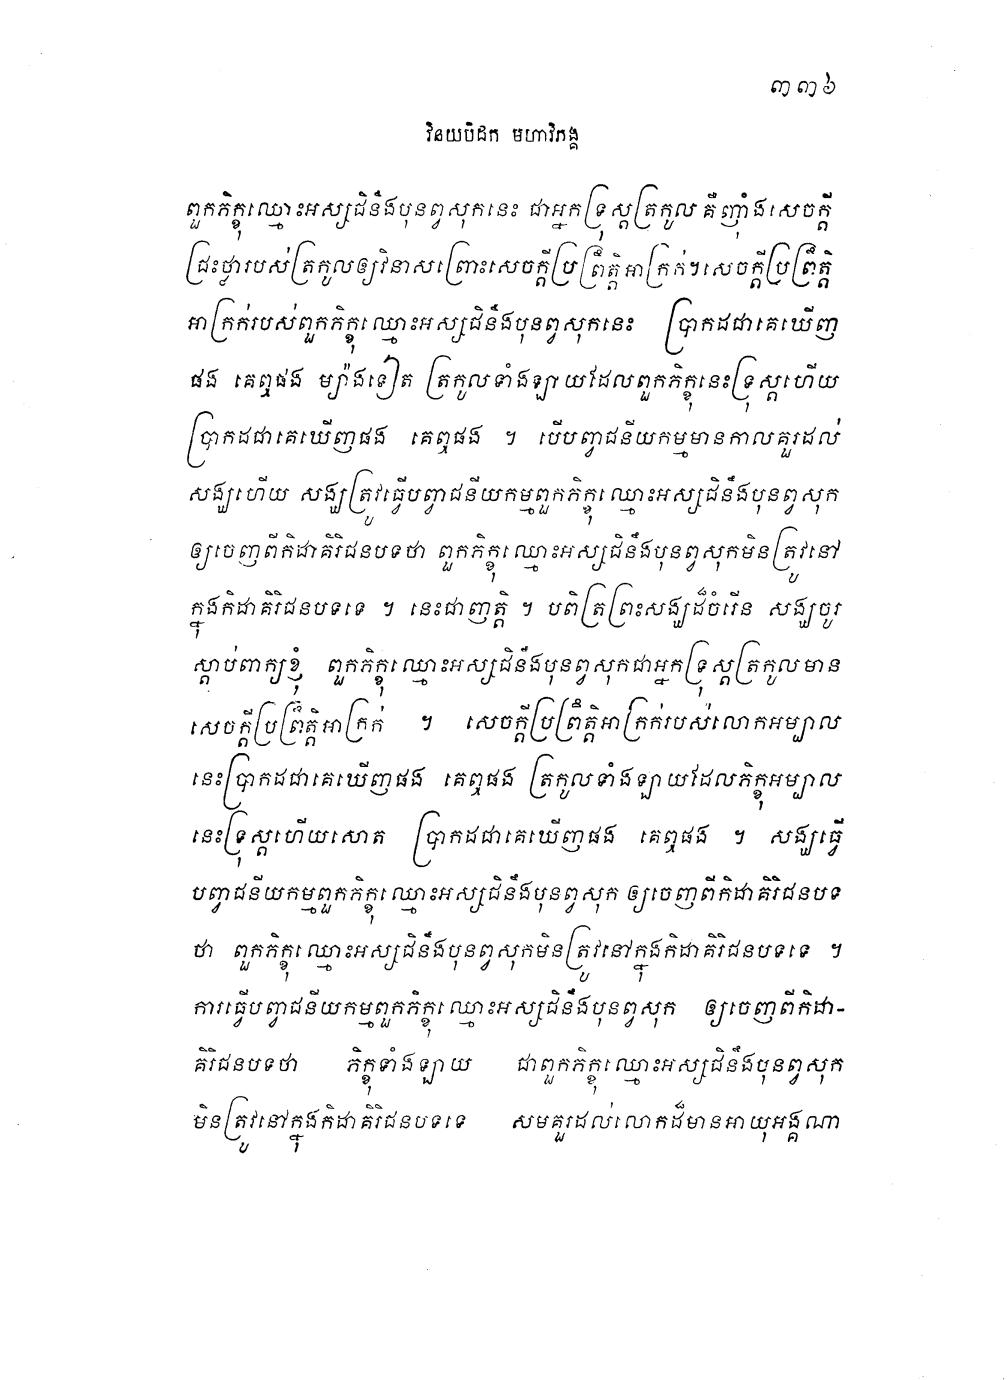 ៣៣៦
វិនយបិដក មហាវិភង្គ
ពួកភិក្ខុឈ្មោះអស្សជិនឹងបុនព្វសុកនេះ ជាអ្នកទ្រុស្តត្រកូល គឺញុំាងសេចក្តី
ជ្រះថ្លារបស់ត្រកូលឲ្យវិនាសព្រោះសេចក្តីប្រព្រឹត្តិអាក្រក់។សេចក្តីប្រព្រឹត្តិ
អាក្រក់របស់ពួកភិក្ខុឈ្មោះអស្សជិនឹងបុនព្វសុកនេះ ប្រាកដជាគេឃើញ
ផង គេឮផង ម្យ៉ាងទៀត ត្រកូលទាំងឡាយដែលពួកភិក្ខុនេះទ្រុស្តហើយ
ប្រាកដជាគេឃើញផង គេឮផង ។ បើបញ្វជនីយកម្មមានកាលគួរដល់
សង្ឃហើយ សង្ឃត្រូវធ្វើបញ្វជនីយកម្មពួកភិក្ខុឈ្មោះអស្សជិនឹងបុនព្វសុក
ឲ្យចេញពីកិដាគិរិជនបទថា ពួកភិក្ខុឈ្មោះអស្សជិនឹងបុនព្វសុកមិនត្រូវនៅ
ក្នុងកិដាគិរិជនបទទេ ។ នេះជាញត្តិ ។ បពិត្រព្រះសង្ឃដ៏ចំរើន សង្ឃចូរ
ស្តាប់ពាក្យខ្ញុំ ពួកភិក្ខុឈ្មោះអស្សជិនឹងបុនព្វសុកជាអ្នកទ្រុស្តត្រកូលមាន
សេចក្តីប្រព្រឹត្តិអាក្រក់ ។ សេចក្តីប្រព្រឹត្តិអាក្រក់របស់លោកអម្បាល
នេះប្រាកដជាគេឃើញផង គេឮផង ត្រកូលទាំងឡាយដែលភិក្ខុអម្បាល
នេះទ្រុស្តហើយសោត ប្រាកដជាគេឃើញផង គេឮផង ។ សង្ឃធ្វើ
បញ្វជនីយកម្មពួកភិក្ខុឈ្មោះអស្សជិនឹងបុនព្វសុក ឲ្យចេញពីកិដាគិរិជនបទ
ថា ពួកភិក្ខុឈ្មោះអស្សជិនឹងបុនព្វសុកមិនត្រូវនៅក្នុងកិដាគិរិជនបទទេ ។
ការធ្វើបញ្វជនីយកម្មពួកភិក្ខុឈ្មោះអស្សជិនឹងបុនព្វសុក ឲ្យចេញពីកិដា-
គិរិជនបទថា ភិក្ខុទាំងឡាយ ជាពួកភិក្ខុឈ្មោះអស្សជិនឹងបុនព្វសុក
មិនត្រូវនៅក្នុងកិដាគិរិជនបទទេ សមគួរដល់លោកដ៏មានអាយុអង្គណា